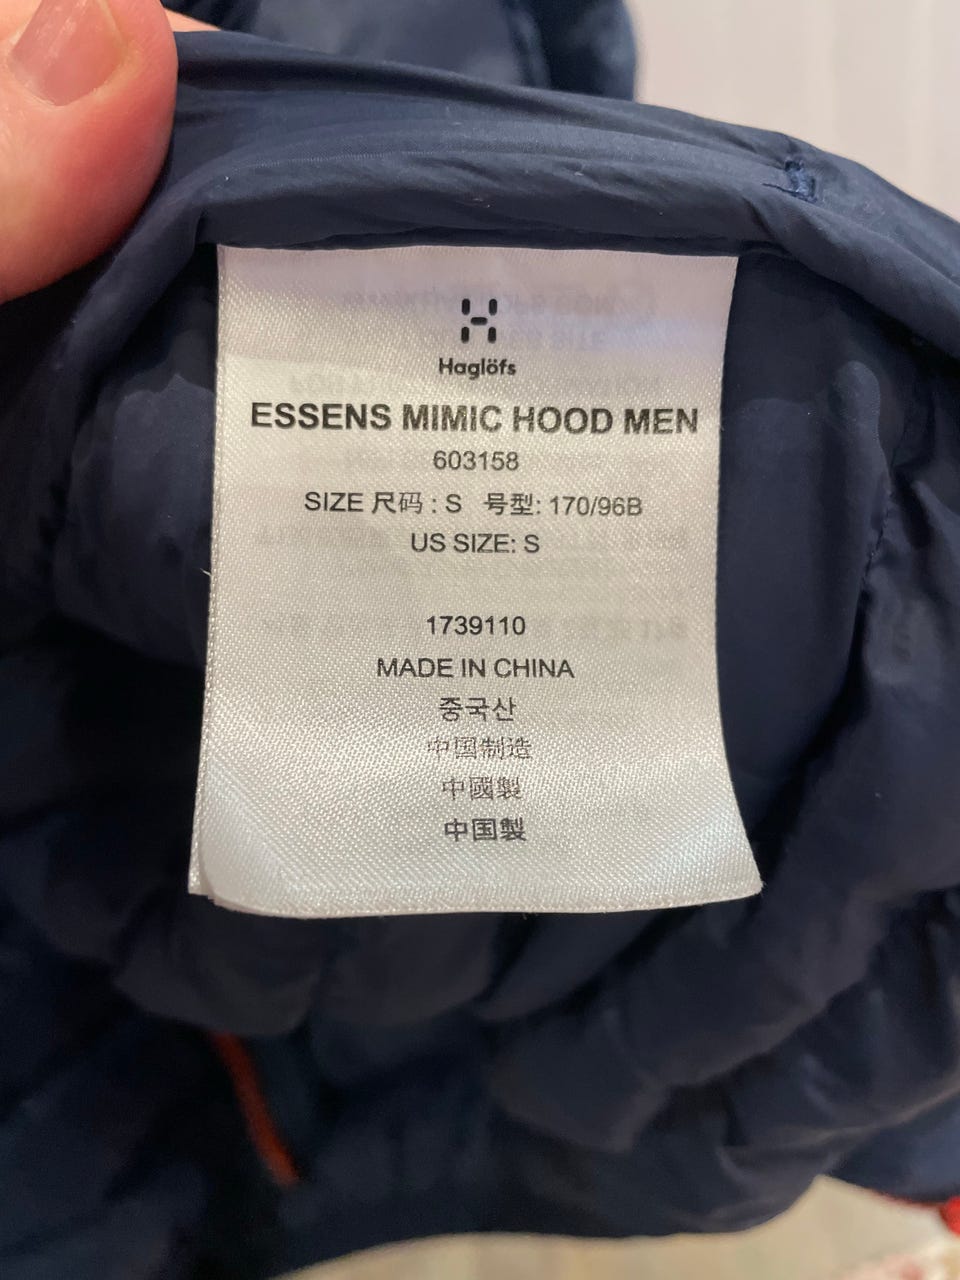 Haglöfs
ESSENS MIMIC HOOD MEN
603158
SIZE 尺码 : S 号型: 170/96B
US SIZE: S
1739110
MADE IN CHINA
중국산
中国制造
中國製
中国製